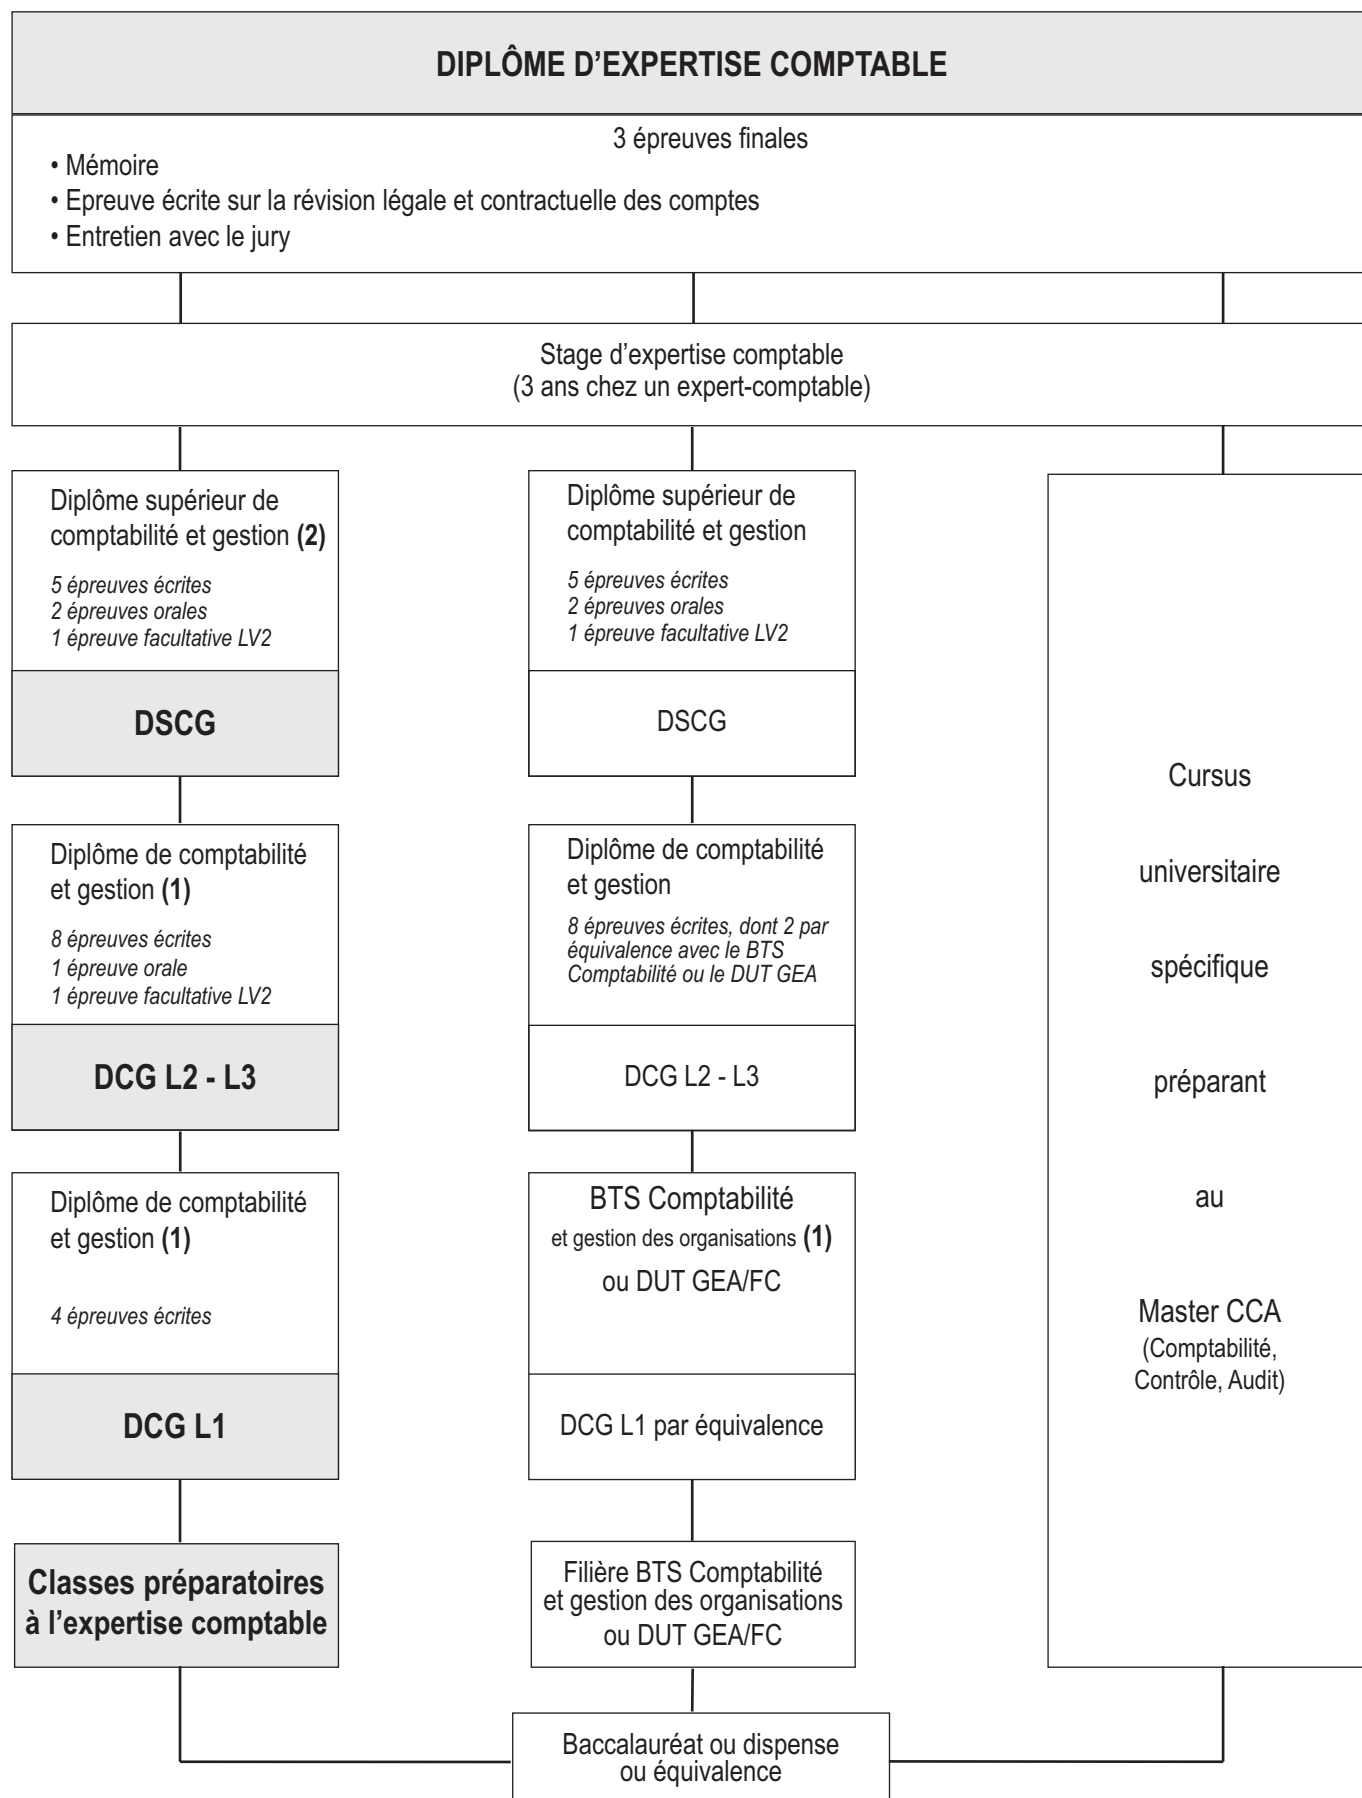 DIPLÔME D’EXPERTISE COMPTABLE
3 épreuves finales
• Mémoire
• Epreuve écrite sur la révision légale et contractuelle des comptes
• Entretien avec le jury
Stage d’expertise comptable
(3 ans chez un expert-comptable)
Diplôme supérieur de
comptabilité et gestion (2)
5 épreuves écrites
2 épreuves orales
1 épreuve facultative LV2
DSCG
Diplôme de comptabilité
et gestion (1)
8 épreuves écrites
1 épreuve orale
1 épreuve facultative LV2
DCG L2 - L3
Diplôme de comptabilité
et gestion (1)
4 épreuves écrites
DCG L1
Classes préparatoires
à l’expertise comptable
Diplôme supérieur de
comptabilité et gestion
5 épreuves écrites
2 épreuves orales
1 épreuve facultative LV2
DSCG
Diplôme de comptabilité
et gestion
8 épreuves écrites, dont 2 par
équivalence avec le BTS
Comptabilité ou le DUT GEA
DCG L2 - L3
BTS Comptabilité
et gestion des organisations (1)
ou DUT GEA/FC
DCG L1 par équivalence
Filière BTS Comptabilité
et gestion des organisations
ou DUT GEA/FC
Cursus
universitaire
spécifique
préparant
au
Master CCA
(Comptabilité,
Contrôle, Audit)
Baccalauréat ou dispense
ou équivalence